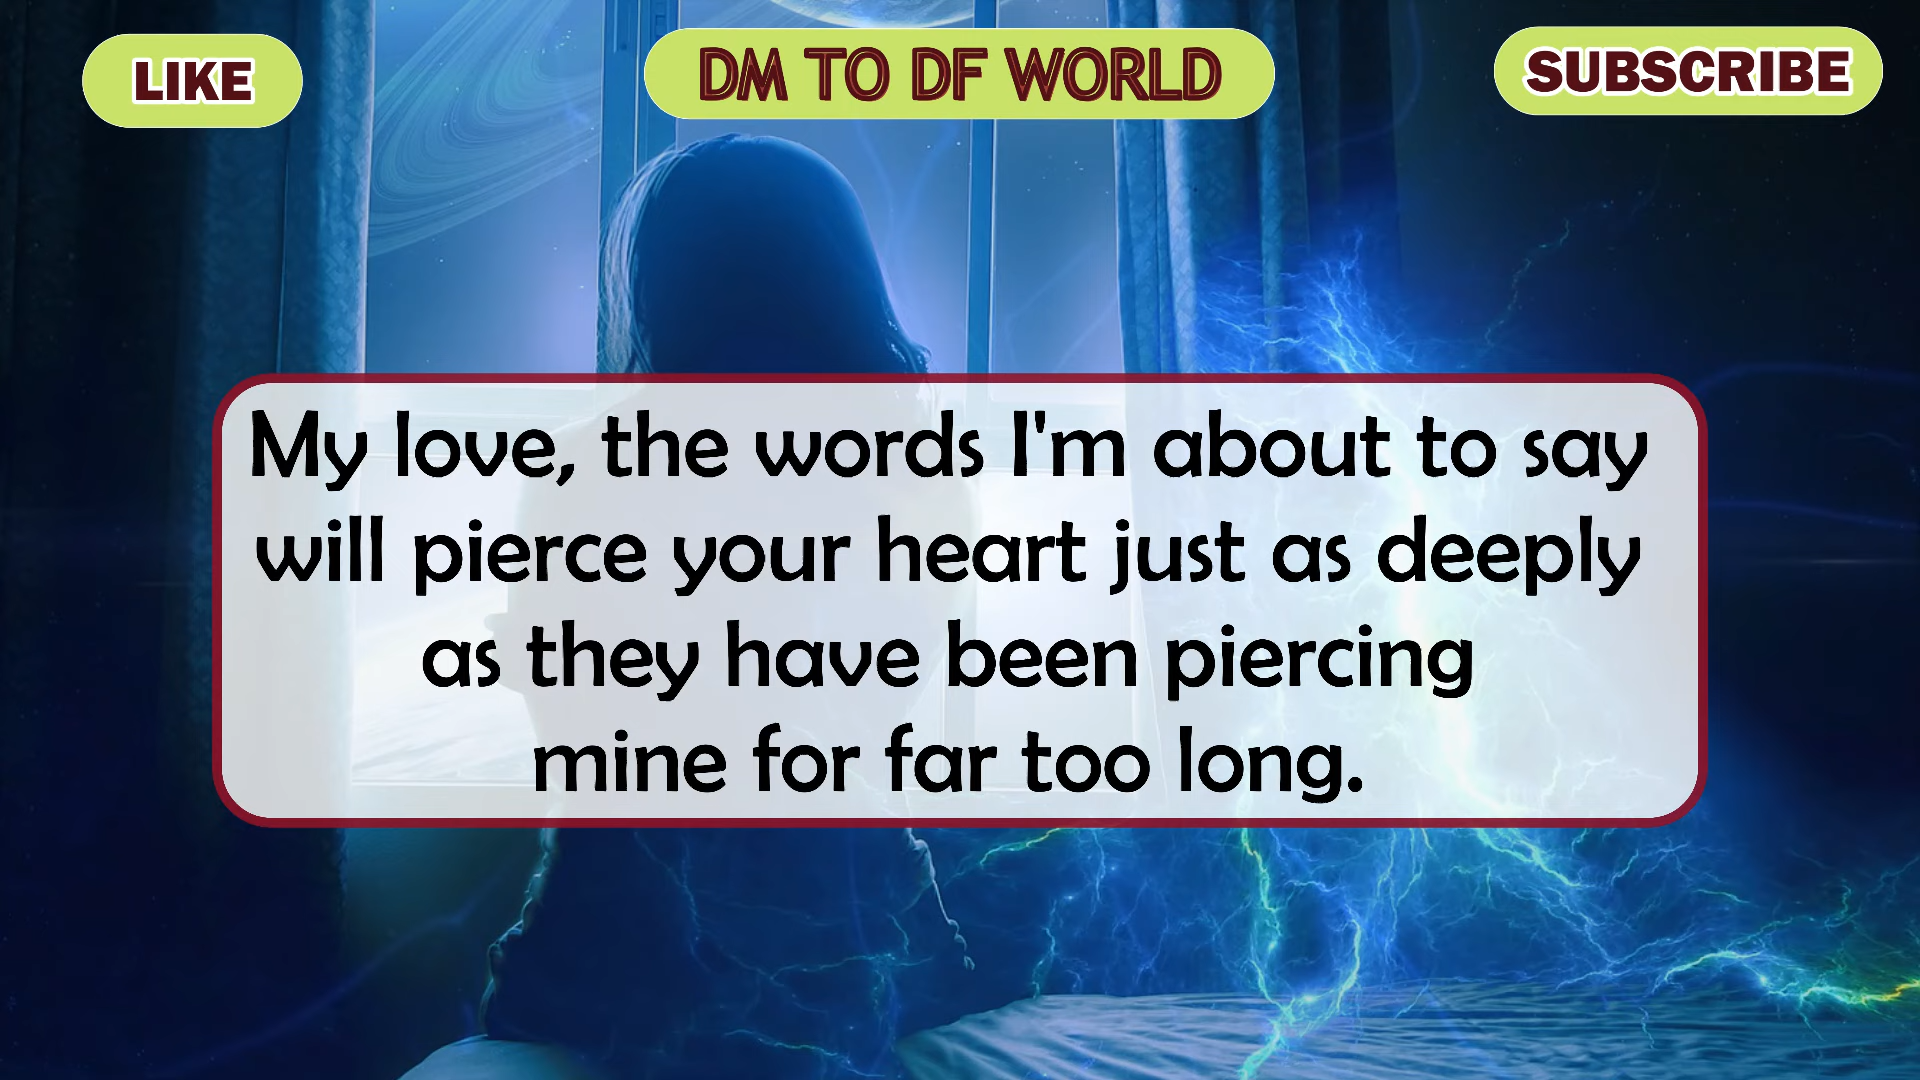 LIKE
DM TO DF WORLD
SUBSCRIBE
My love, the words I'm about to say
will pierce your heart just as deeply
as they have been piercing
mine for far too long.